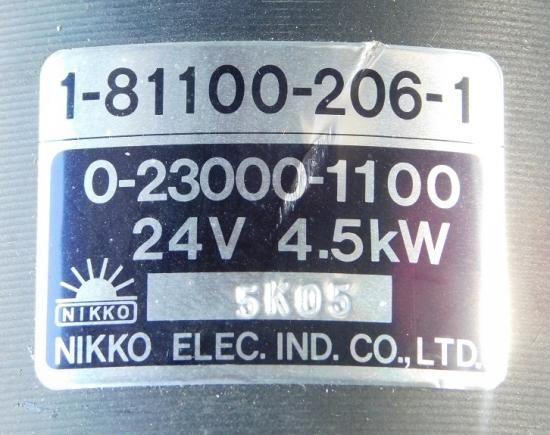 1-81100-206-1
0-23000-1100
24V 4.5kW
5K05
NIKKO
NIKKO ELEC. IND. CO., LTD.